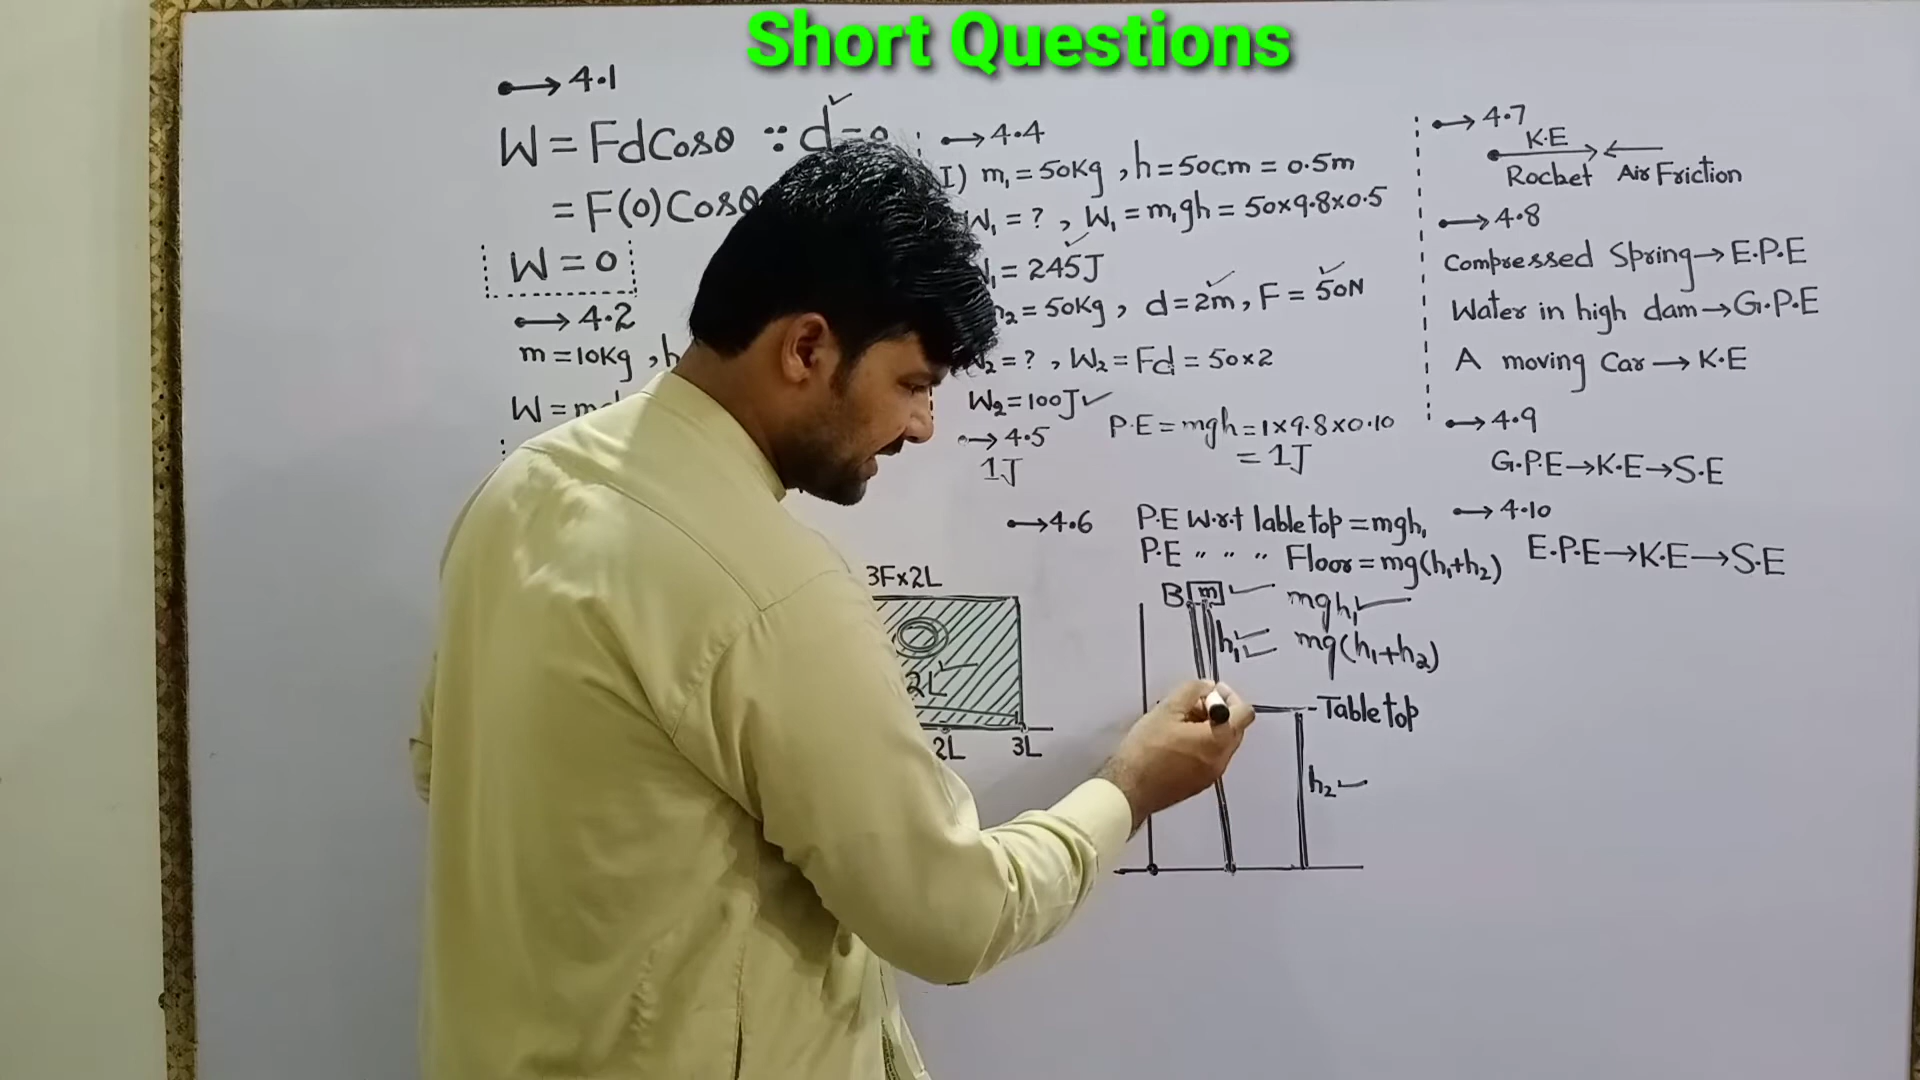 Short Questions
4.1
W = FdCosθ ∵ d=0
= F(0)Cosθ
W = 0
4.2
m = 10Kg , h
W = mg
4.4
I) m₁ = 50Kg , h = 50cm = 0.5m
W₁ = ? , W₁ = m₁gh = 50×9.8×0.5
W₁ = 245J
m₂ = 50Kg , d = 2m , F = 50N
W₂ = ? , W₂ = Fd = 50×2
W₂ = 100J
4.5
P.E = mgh = 1×9.8×0.10
= 1J
1J
4.6
P.E W.r.t lable top = mgh₁
P.E " " " Floor = mg(h₁+h₂)
3F×2L
2L
2L 3L
B m mgh₁
h₁ mg(h₁+h₂)
Table top
h₂
4.7
K.E
Rocket Air Friction
4.8
Compressed Spring → E.P.E
Water in high dam → G.P.E
A moving Car → K.E
4.9
G.P.E → K.E → S.E
4.10
E.P.E → K.E → S.E